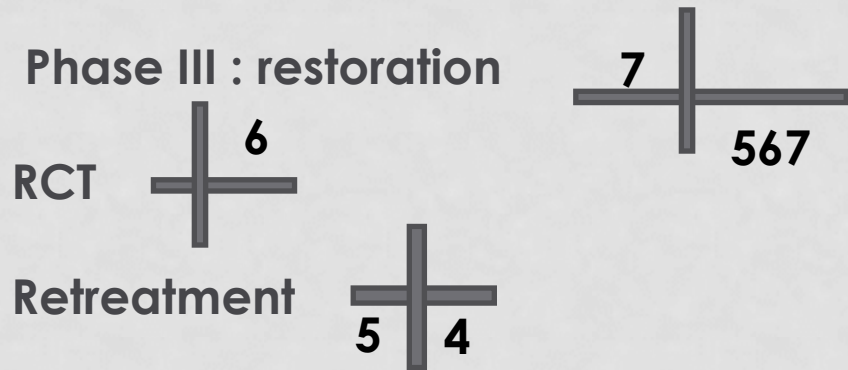 Phase III : restoration 7
567
RCT 6
Retreatment
5 4